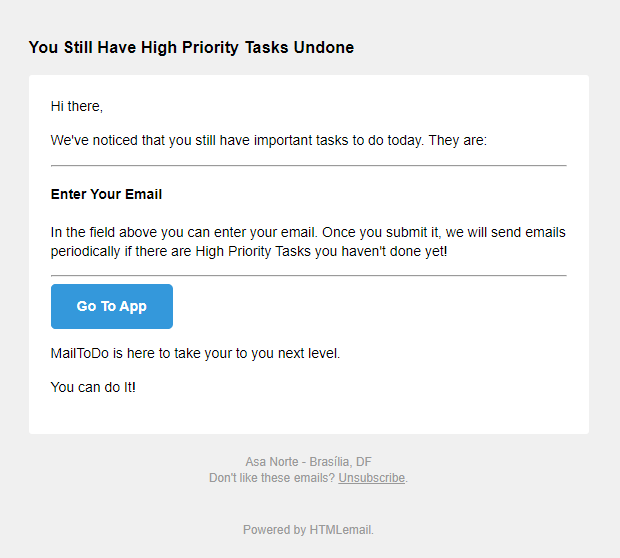 You Still Have High Priority Tasks Undone
Hi there,
We've noticed that you still have important tasks to do today. They are:
Enter Your Email
In the field above you can enter your email. Once you submit it, we will send emails
periodically if there are High Priority Tasks you haven't done yet!
Go To App
MailToDo is here to take your to you next level.
You can do It!
Asa Norte - Brasília, DF
Don't like these emails? Unsubscribe.
Powered by HTMLemail.